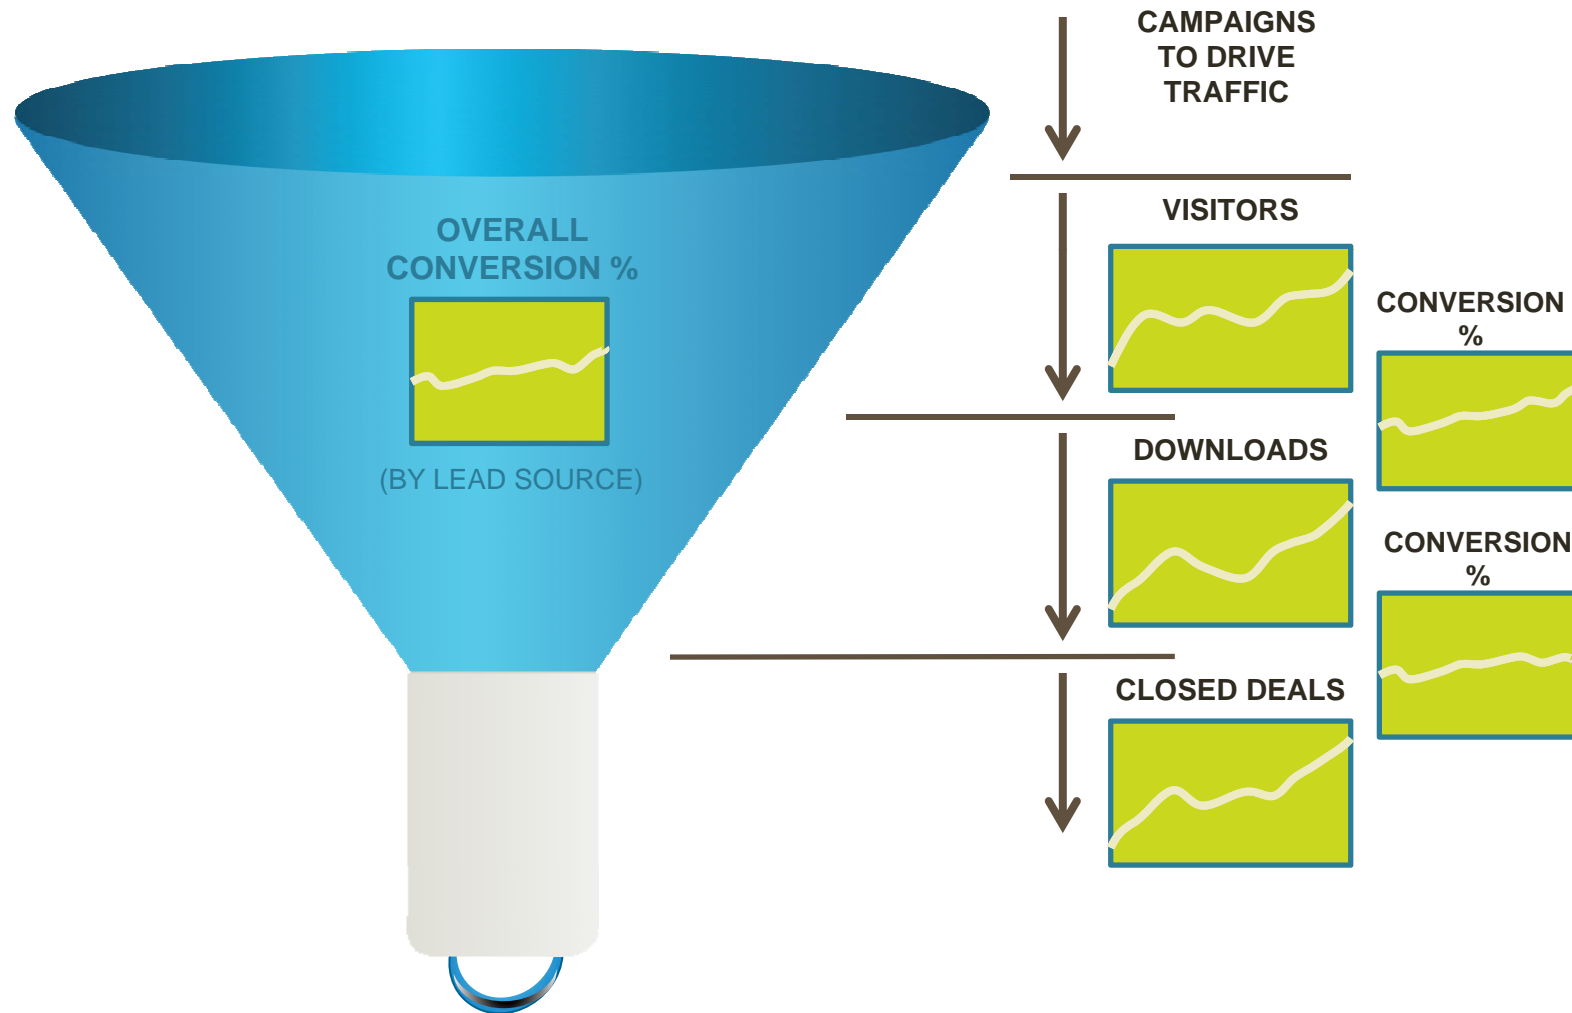 CAMPAIGNS
TO DRIVE
TRAFFIC
VISITORS
OVERALL
CONVERSION %
(BY LEAD SOURCE)
CONVERSION
%
DOWNLOADS
CONVERSION
%
CLOSED DEALS